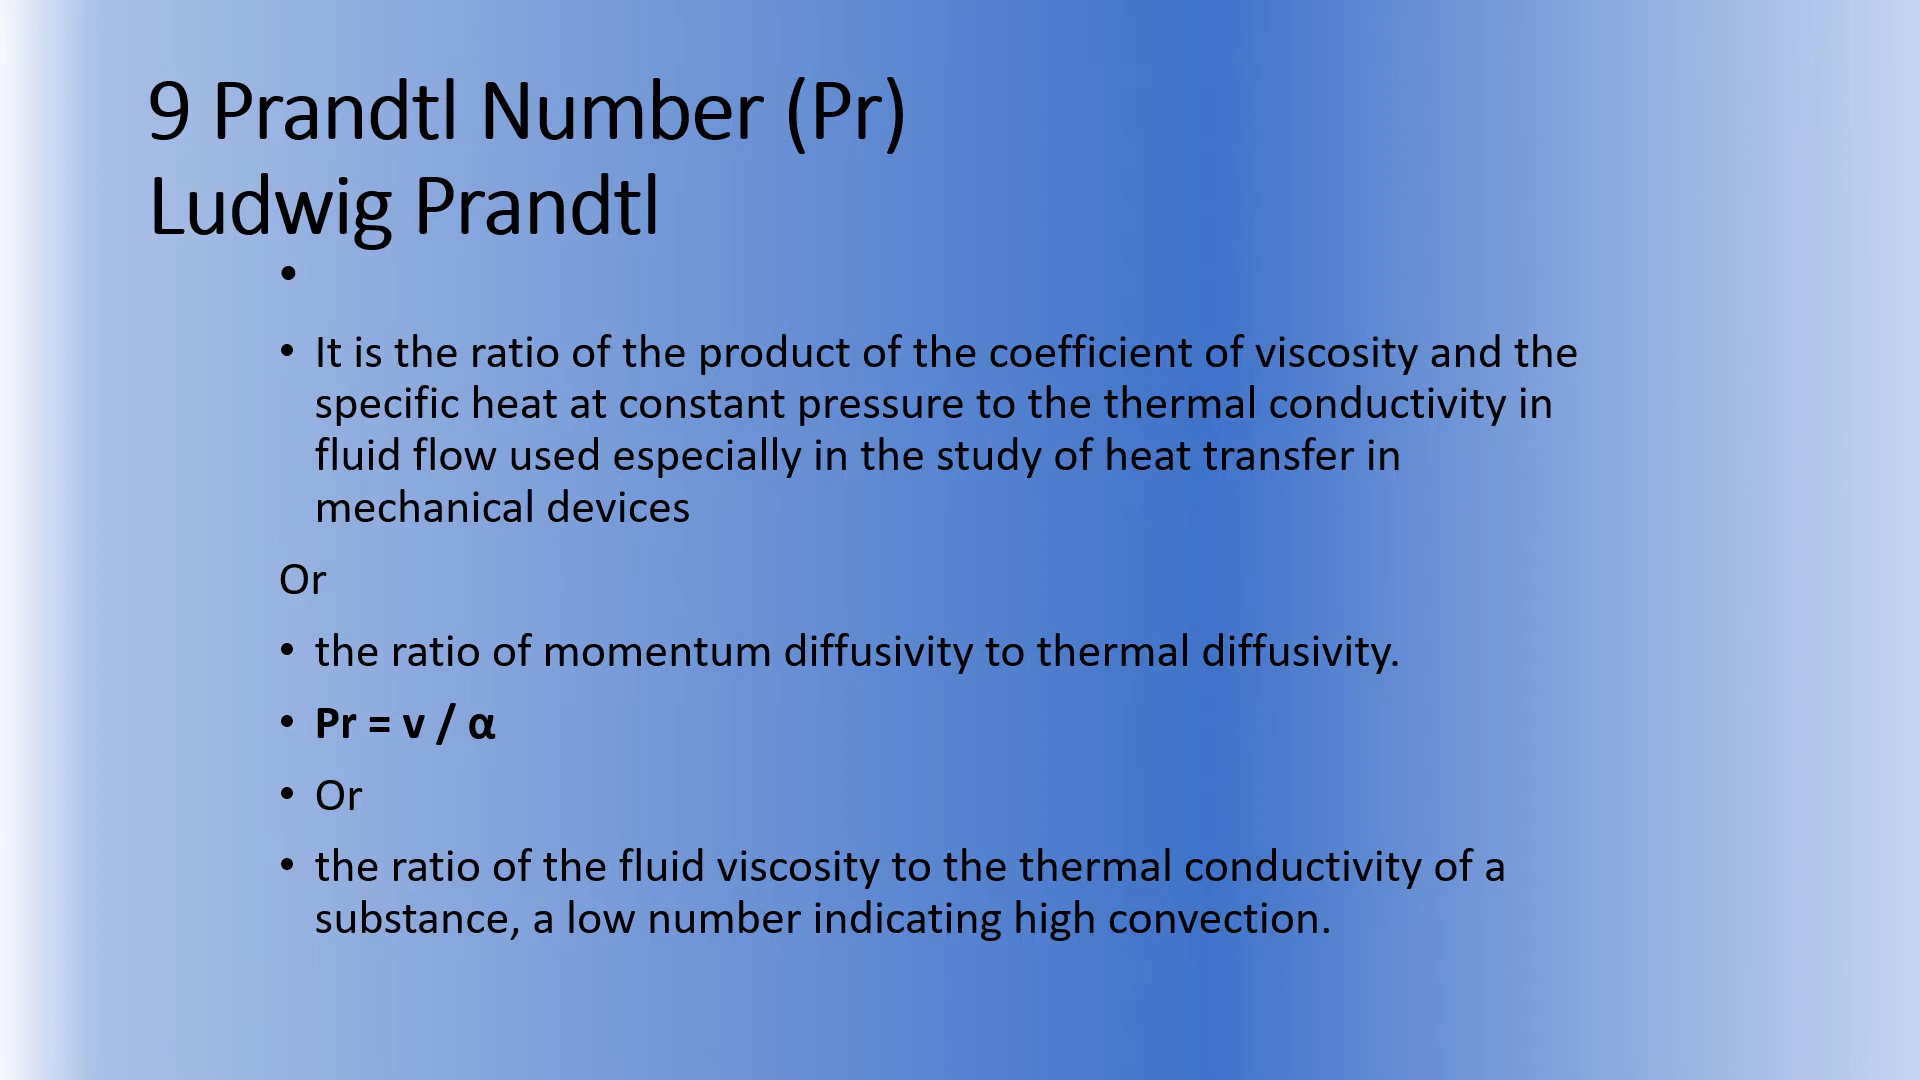 9 Prandtl Number (Pr)
Ludwig Prandtl
•
• It is the ratio of the product of the coefficient of viscosity and the
specific heat at constant pressure to the thermal conductivity in
fluid flow used especially in the study of heat transfer in
mechanical devices
Or
• the ratio of momentum diffusivity to thermal diffusivity.
• Pr = v / α
• Or
• the ratio of the fluid viscosity to the thermal conductivity of a
substance, a low number indicating high convection.